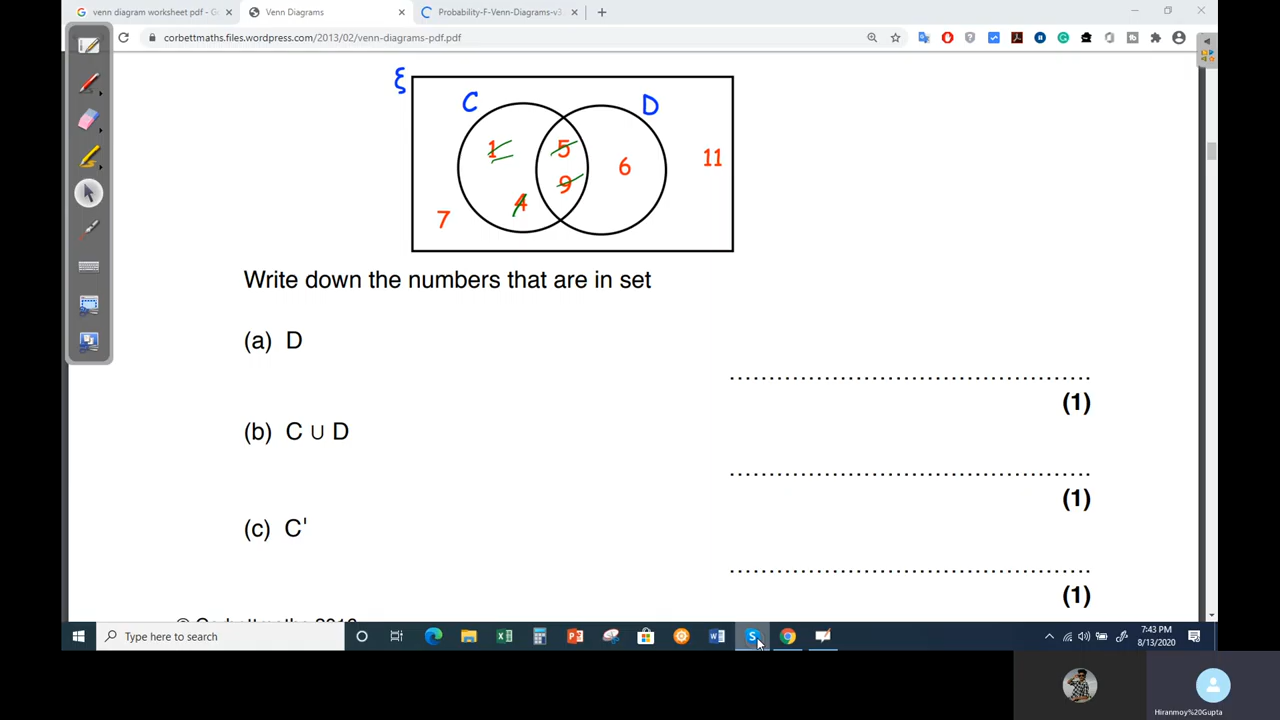 venn diagram worksheet pdf - G
Venn Diagrams
Probability-F-Venn-Diagrams-v3
corbettmaths.files.wordpress.com/2013/02/venn-diagrams-pdf.pdf
ξ
C
D
1
5
6
11
9
4
7
Write down the numbers that are in set
(a) D
..............................................
(1)
(b) C ∪ D
..............................................
(1)
(c) C'
..............................................
(1)
Type here to search
7:43 PM
8/13/2020
Hiranmoy%20Gupta